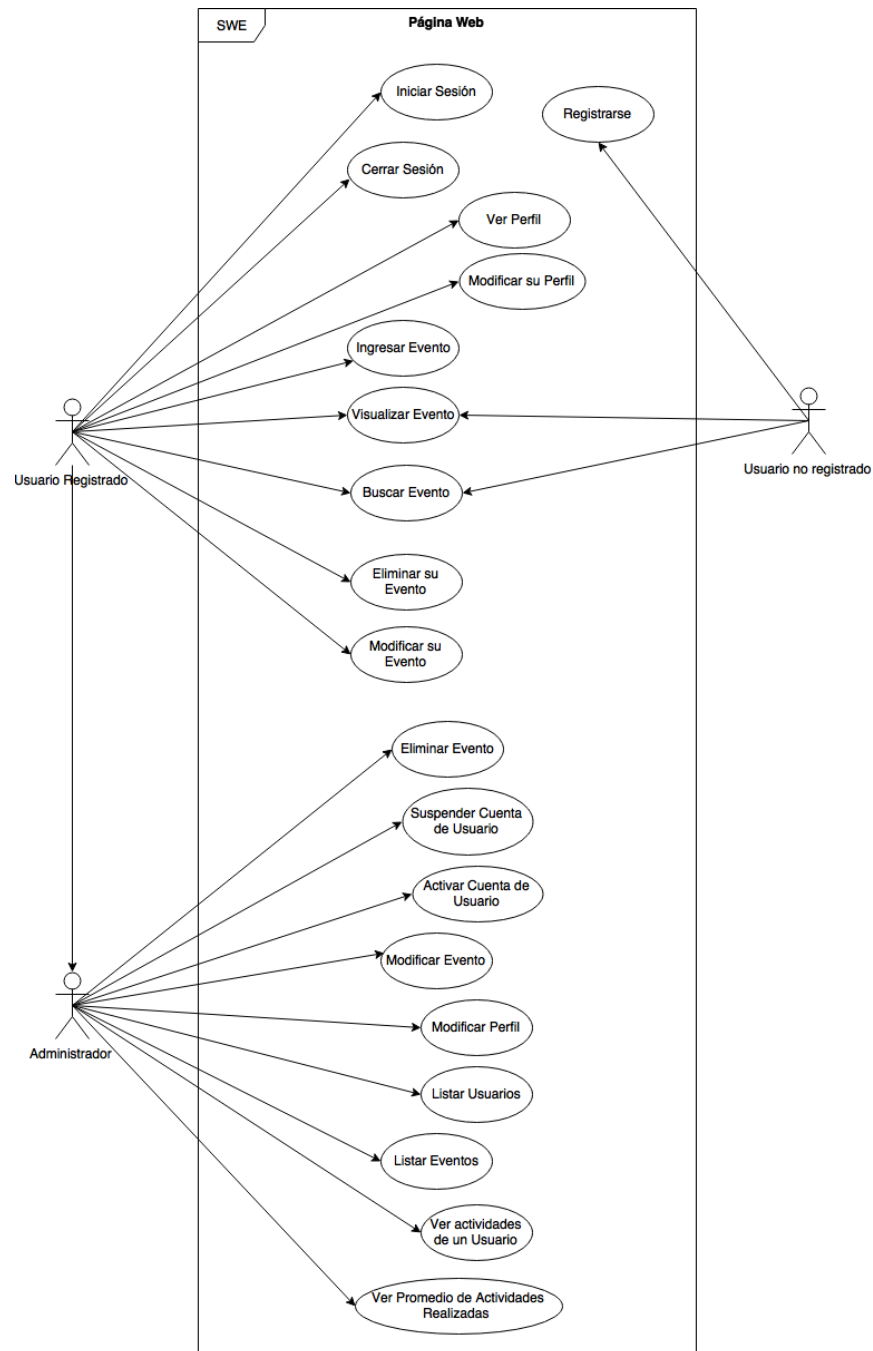 SWE
Página Web
Iniciar Sesión
Registrarse
Cerrar Sesión
Ver Perfil
Modificar su Perfil
Ingresar Evento
Visualizar Evento
Usuario Registrado
Usuario no registrado
Buscar Evento
Eliminar su
Evento
Modificar su
Evento
Eliminar Evento
Suspender Cuenta
de Usuario
Activar Cuenta de
Usuario
Modificar Evento
Modificar Perfil
Administrador
Listar Usuarios
Listar Eventos
Ver actividades
de un Usuario
Ver Promedio de Actividades
Realizadas